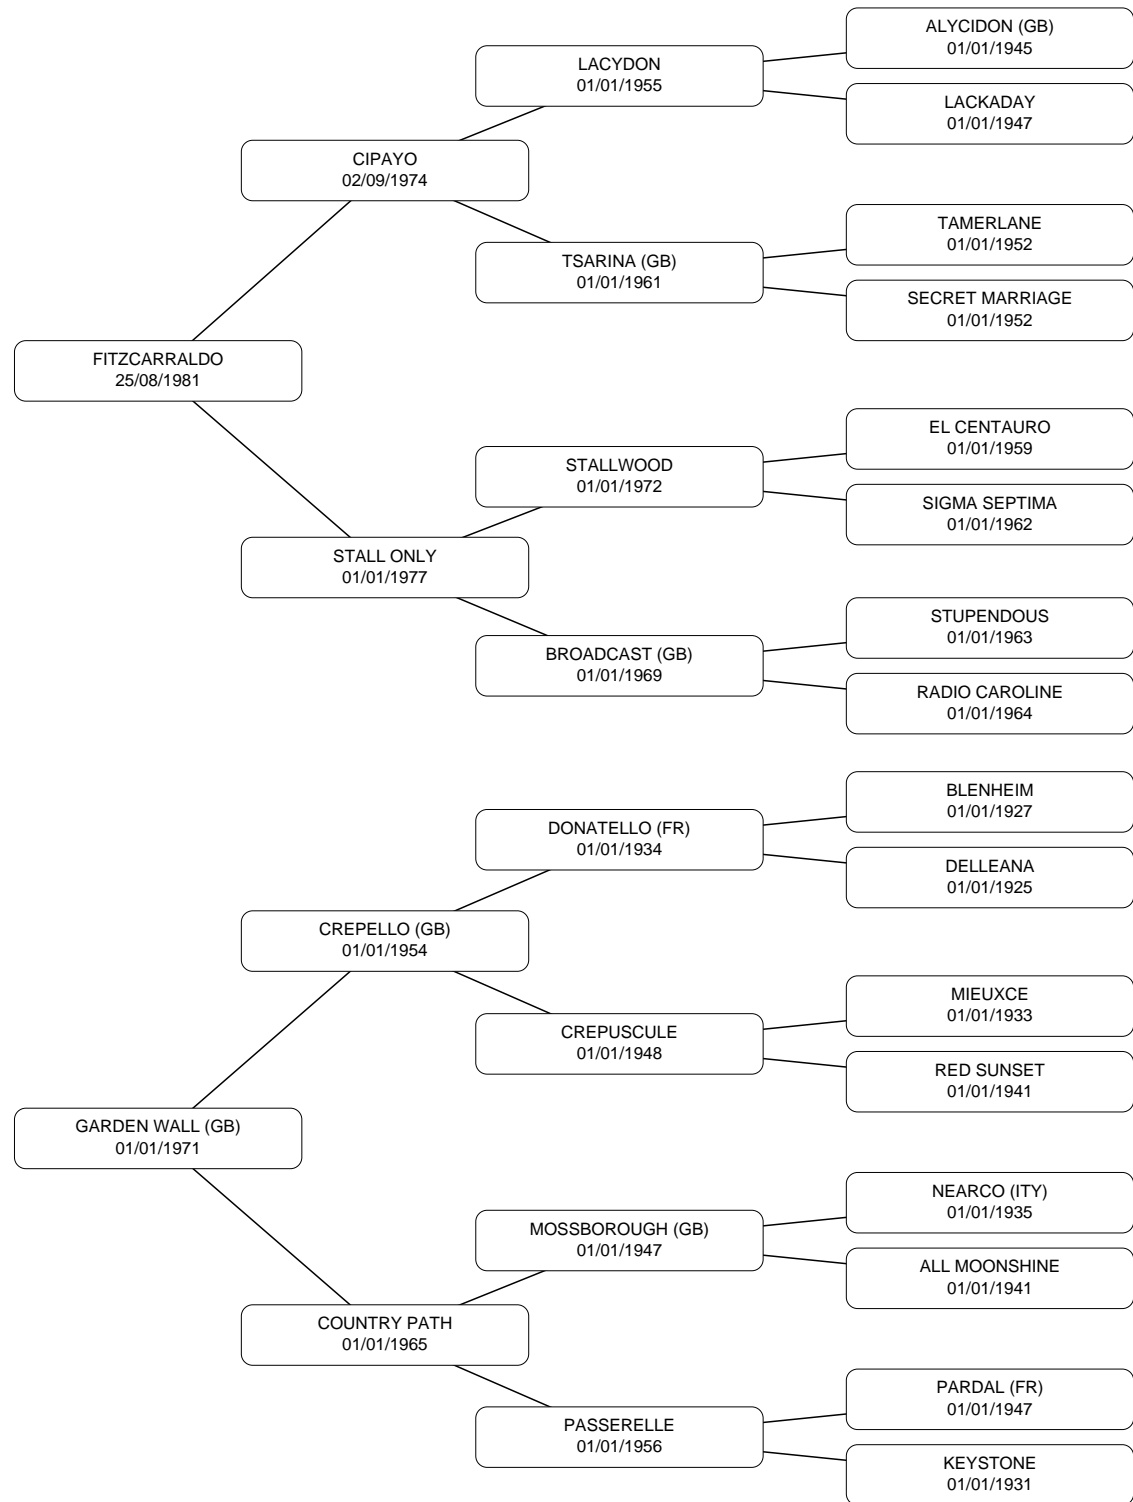 ALYCIDON (GB)
01/01/1945
LACYDON
01/01/1955
LACKADAY
01/01/1947
CIPAYO
02/09/1974
TAMERLANE
01/01/1952
TSARINA (GB)
01/01/1961
SECRET MARRIAGE
01/01/1952
FITZCARRALDO
25/08/1981
EL CENTAURO
01/01/1959
STALLWOOD
01/01/1972
SIGMA SEPTIMA
01/01/1962
STALL ONLY
01/01/1977
STUPENDOUS
01/01/1963
BROADCAST (GB)
01/01/1969
RADIO CAROLINE
01/01/1964
BLENHEIM
01/01/1927
DONATELLO (FR)
01/01/1934
DELLEANA
01/01/1925
CREPELLO (GB)
01/01/1954
MIEUXCE
01/01/1933
CREPUSCULE
01/01/1948
RED SUNSET
01/01/1941
GARDEN WALL (GB)
01/01/1971
NEARCO (ITY)
01/01/1935
MOSSBOROUGH (GB)
01/01/1947
ALL MOONSHINE
01/01/1941
COUNTRY PATH
01/01/1965
PARDAL (FR)
01/01/1947
PASSERELLE
01/01/1956
KEYSTONE
01/01/1931